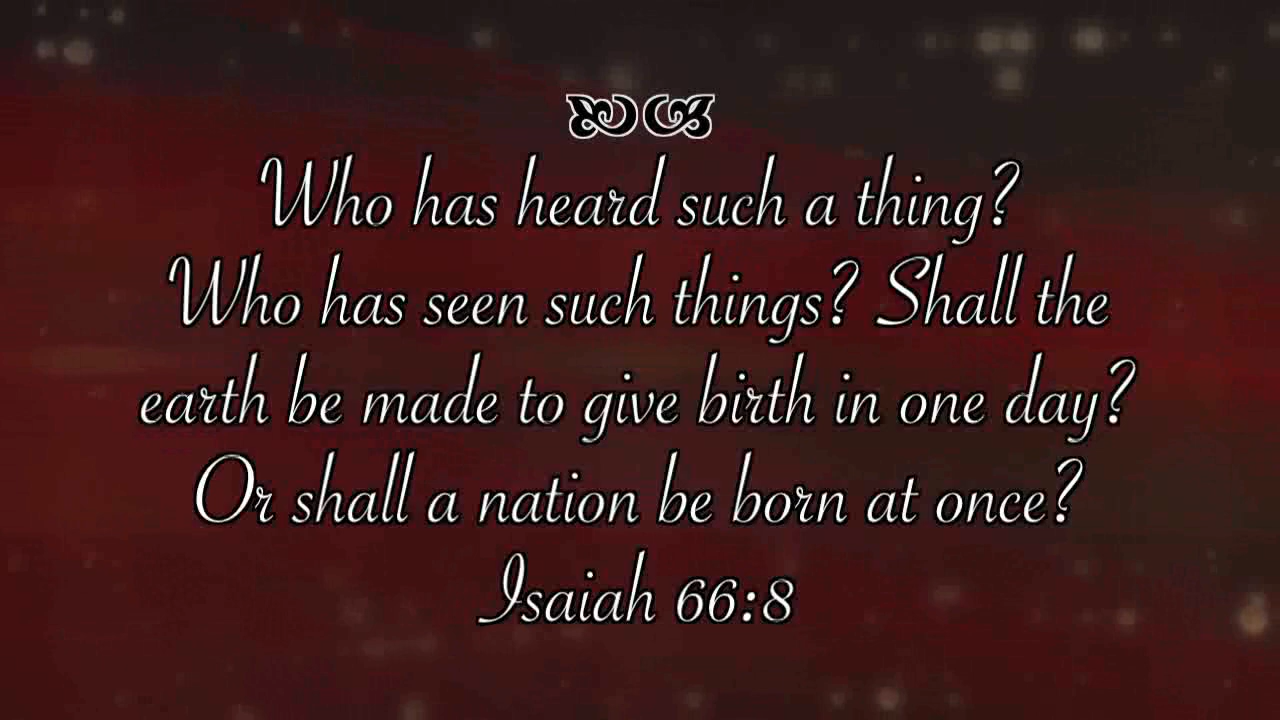 Who has heard such a thing?
Who has seen such things? Shall the
earth be made to give birth in one day?
Or shall a nation be born at once?
Isaiah 66:8